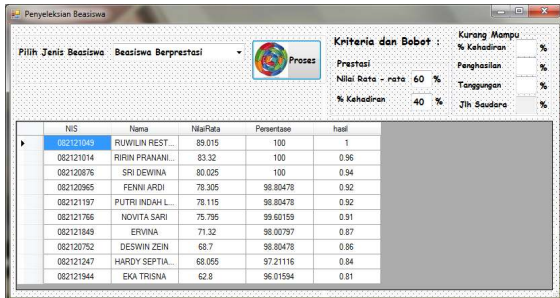 Penyeleksian Beasiswa
Pilih Jenis Beasiswa Beasiswa Berprestasi
Proses
Kriteria dan Bobot :
Prestasi
Nilai Rata - rata 60 %
% Kehadiran 40 %
Kurang Mampu
% Kehadiran %
Penghasilan %
Tanggungan %
Jlh Saudara %
NIS Nama NilaiRata Persentase hasil
082121049 RUWILIN REST... 89.015 100 1
082121014 RIRIN PRANANI... 83.32 100 0.96
082120876 SRI DEWINA 80.025 100 0.94
082120965 FENNI ARDI 78.305 98.80478 0.92
082121197 PUTRI INDAH L... 78.115 98.80478 0.92
082121766 NOVITA SARI 75.795 99.60159 0.91
082121849 ERVINA 71.32 98.00797 0.87
082120752 DESWIN ZEIN 68.7 98.80478 0.86
082121247 HARDY SEPTIA... 68.055 97.21116 0.84
082121944 EKA TRISNA 62.8 96.01594 0.81